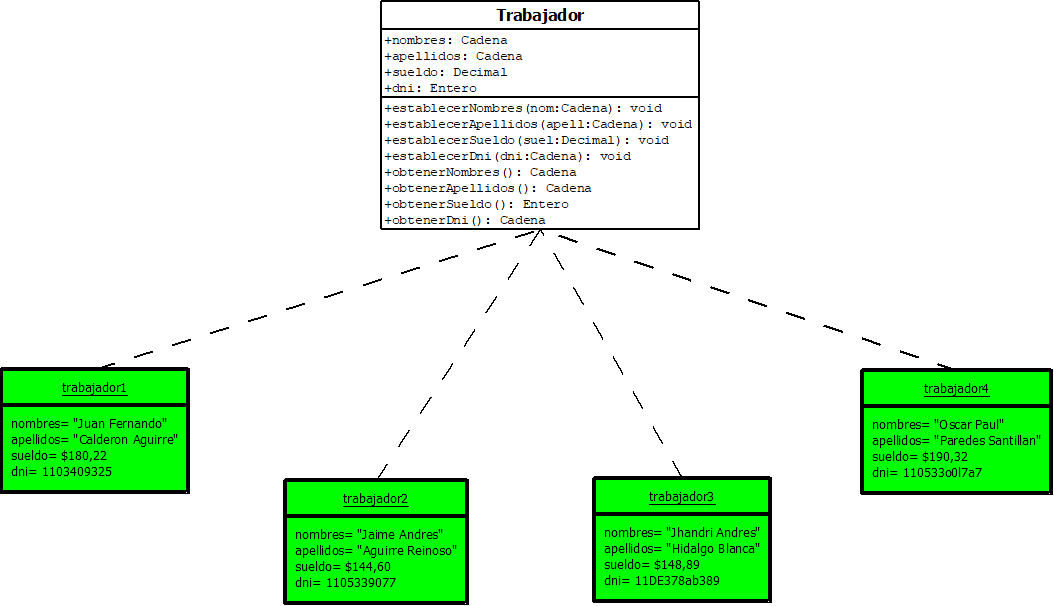 Trabajador
+nombres: Cadena
+apellidos: Cadena
+sueldo: Decimal
+dni: Entero
+establecerNombres(nom:Cadena): void
+establecerApellidos(apell:Cadena): void
+establecerSueldo(suel:Decimal): void
+establecerDni(dni:Cadena): void
+obtenerNombres(): Cadena
+obtenerApellidos(): Cadena
+obtenerSueldo(): Entero
+obtenerDni(): Cadena
trabajador1
nombres= "Juan Fernando"
apellidos= "Calderon Aguirre"
sueldo= $180,22
dni= 1103409325
trabajador2
nombres= "Jaime Andres"
apellidos= "Aguirre Reinoso"
sueldo= $144,60
dni= 1105339077
trabajador3
nombres= "Jhandri Andres"
apellidos= "Hidalgo Blanca"
sueldo= $148,89
dni= 11DE378ab389
trabajador4
nombres= "Oscar Paul"
apellidos= "Paredes Santillan"
sueldo= $190,32
dni= 110533o0l7a7